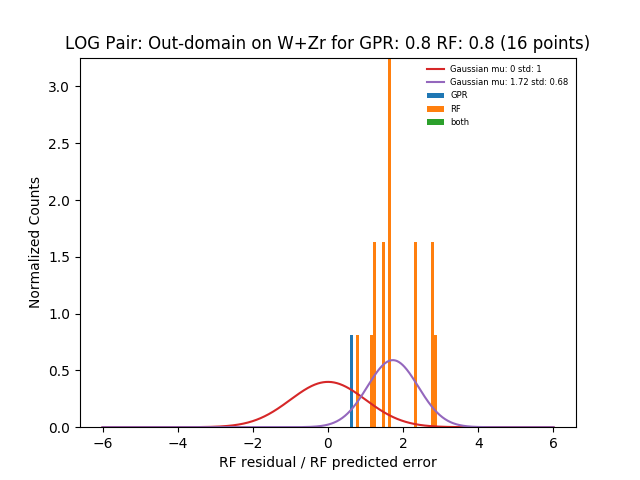 LOG Pair: Out-domain on W+Zr for GPR: 0.8 RF: 0.8 (16 points)
Gaussian mu: 0 std: 1
Gaussian mu: 1.72 std: 0.68
GPR
RF
both
Normalized Counts
3.0
2.5
2.0
1.5
1.0
0.5
0.0
−6 −4 −2 0 2 4 6
RF residual / RF predicted error